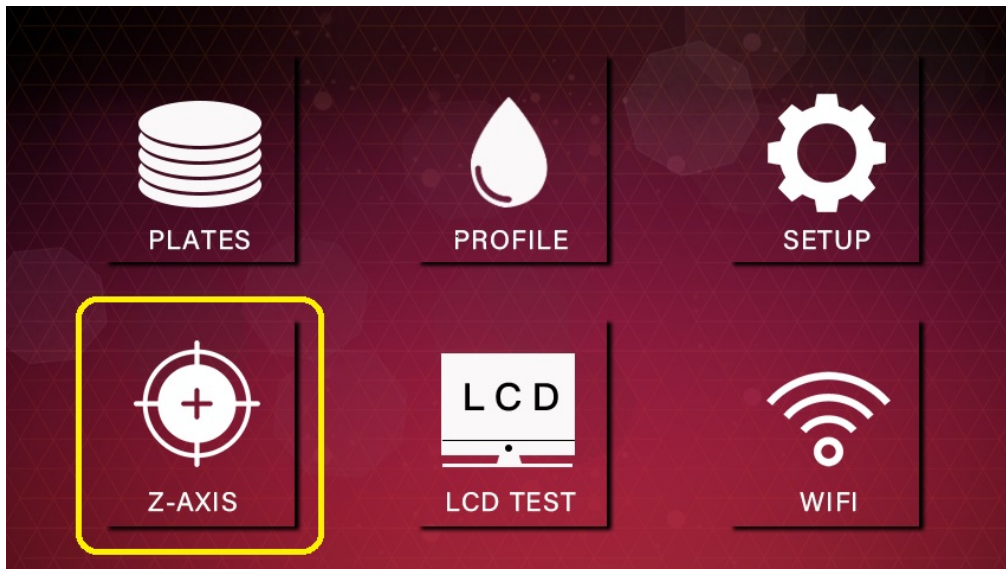 PLATES
PROFILE
SETUP
LCD
Z-AXIS
LCD TEST
WIFI